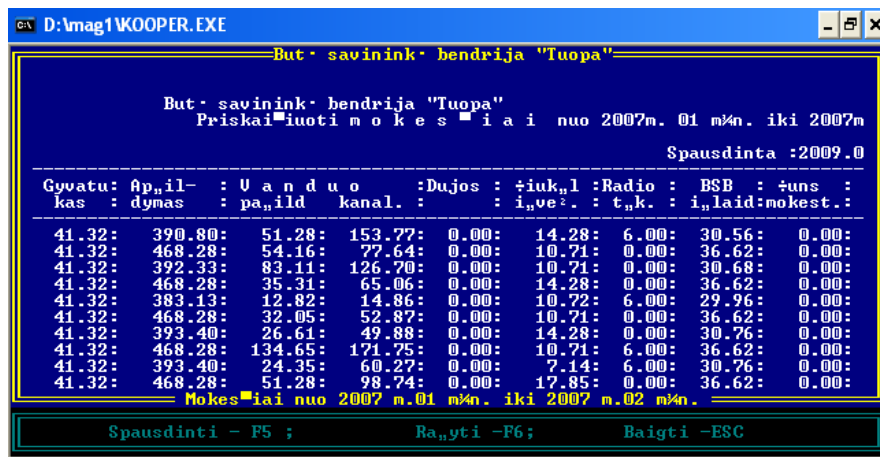 D:\mag1\KOOPER.EXE
But· savinink· bendrija "Tuopa"
But· savinink· bendrija "Tuopa"
Priskai▀iuoti m o k e s ▀ i a i nuo 2007m. 01 m¾n. iki 2007m
Spausdinta :2009.0
Gyvatu: Ap„il- : V a n d u o :Dujos : ÷iuk„l :Radio : BSB : ÷uns :
kas : dymas : pa„ild kanal. : : i„ve². : t„k. : i„laid:mokest.:
41.32: 390.80: 51.28: 153.77: 0.00: 14.28: 6.00: 30.56: 0.00:
41.32: 468.28: 54.16: 77.64: 0.00: 10.71: 0.00: 36.62: 0.00:
41.32: 392.33: 83.11: 126.70: 0.00: 10.71: 0.00: 30.68: 0.00:
41.32: 468.28: 35.31: 65.06: 0.00: 14.28: 0.00: 36.62: 0.00:
41.32: 383.13: 12.82: 14.86: 0.00: 10.72: 6.00: 29.96: 0.00:
41.32: 468.28: 32.05: 52.87: 0.00: 10.71: 0.00: 36.62: 0.00:
41.32: 393.40: 26.61: 49.88: 0.00: 14.28: 0.00: 30.76: 0.00:
41.32: 468.28: 134.65: 171.75: 0.00: 10.71: 6.00: 36.62: 0.00:
41.32: 393.40: 24.35: 60.27: 0.00: 7.14: 6.00: 30.76: 0.00:
41.32: 468.28: 51.28: 98.74: 0.00: 17.85: 0.00: 36.62: 0.00:
Mokes▀iai nuo 2007 m.01 m¾n. iki 2007 m.02 m¾n.
Spausdinti - F5 ; Ra„yti -F6; Baigti -ESC